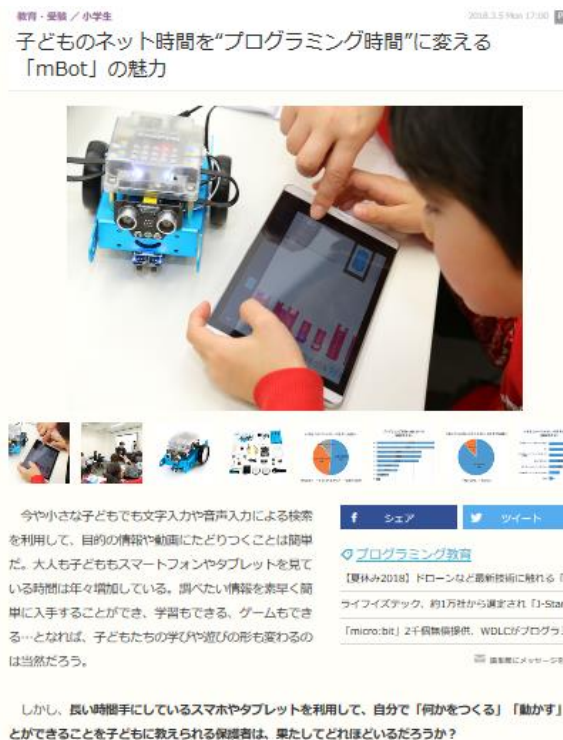 教育・受験 ／ 小学生
2018.3.5 Mon 17:00
子どものネット時間を“プログラミング時間”に変える
「mBot」の魅力
今や小さな子どもでも文字入力や音声入力による検索
を利用して、目的の情報や動画にたどりつくことは簡単
だ。大人も子どももスマートフォンやタブレットを見て
いる時間は年々増加している。調べたい情報を素早く簡
単に入手することができ、学習もできる、ゲームもでき
る…となれば、子どもたちの学びや遊びの形も変わるの
は当然だろう。
シェア
ツイート
プログラミング教育
【夏休み2018】ドローンなど最新技術に触れる「
ライフイズテック、約1万社から選定され「J-Star
「micro:bit」2千個無償提供、WDLCがプログラ
編集部にメッセージを
しかし、長い時間手にしているスマホやタブレットを利用して、自分で「何かをつくる」「動かす」
とができることを子どもに教えられる保護者は、果たしてどれほどいるだろうか？